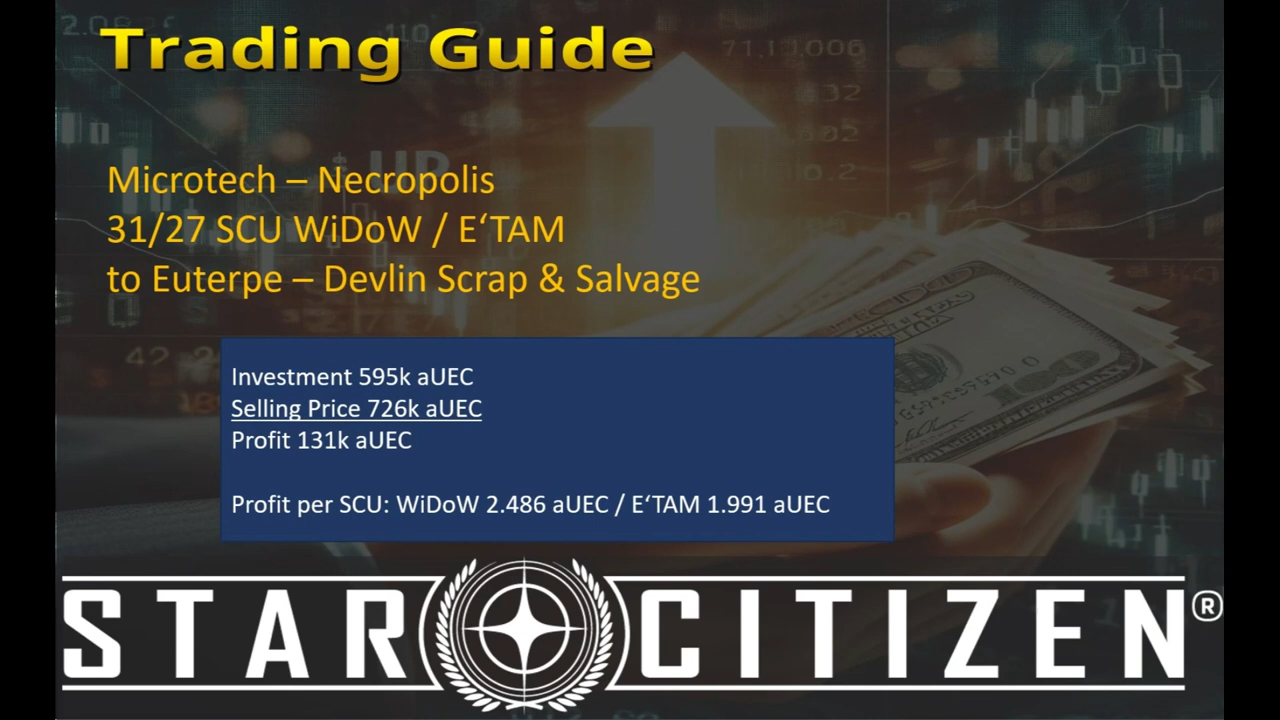 Trading Guide
Microtech – Necropolis
31/27 SCU WiDoW / E‘TAM
to Euterpe – Devlin Scrap & Salvage
Investment 595k aUEC
Selling Price 726k aUEC
Profit 131k aUEC
Profit per SCU: WiDoW 2.486 aUEC / E‘TAM 1.991 aUEC
STAR CITIZEN®